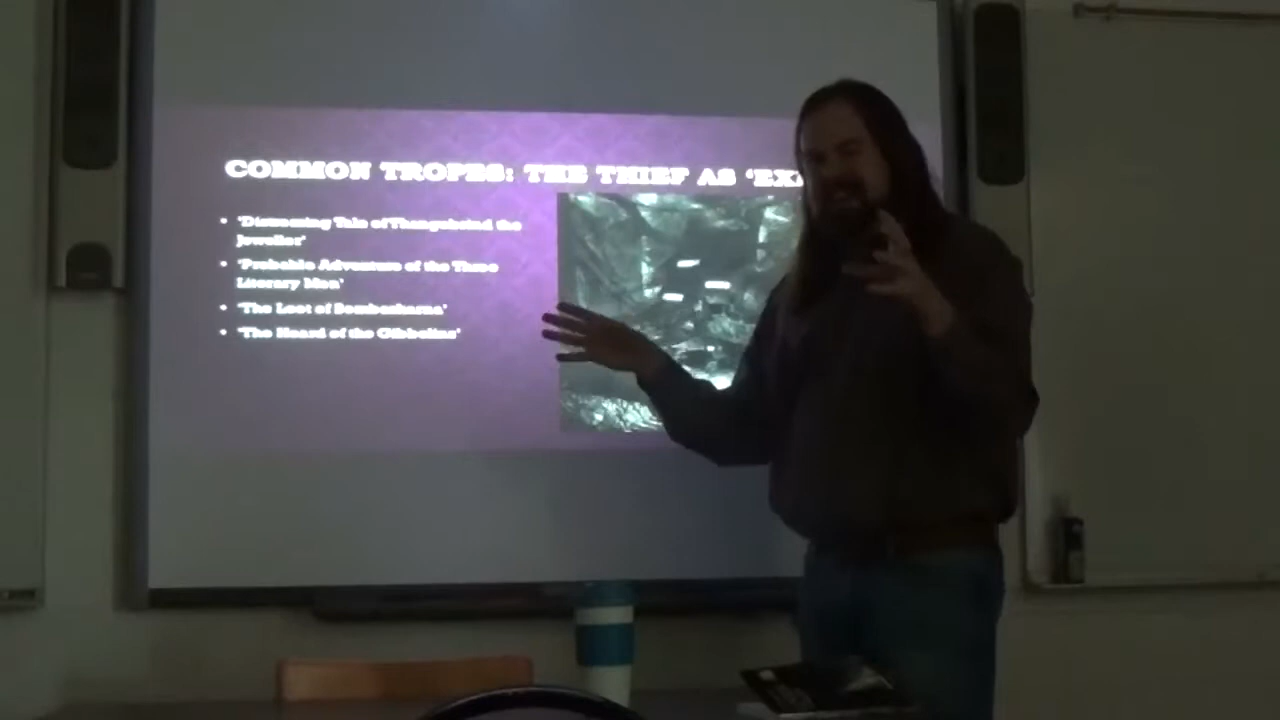 COMMON TROPES: THE THIEF AS 'EX
• 'Distressing Tale of Thangobrind the
Jeweller'
• 'Probable Adventure of the Three
Literary Men'
• 'The Loot of Bombasharna'
• 'The Hoard of the Gibbelins'